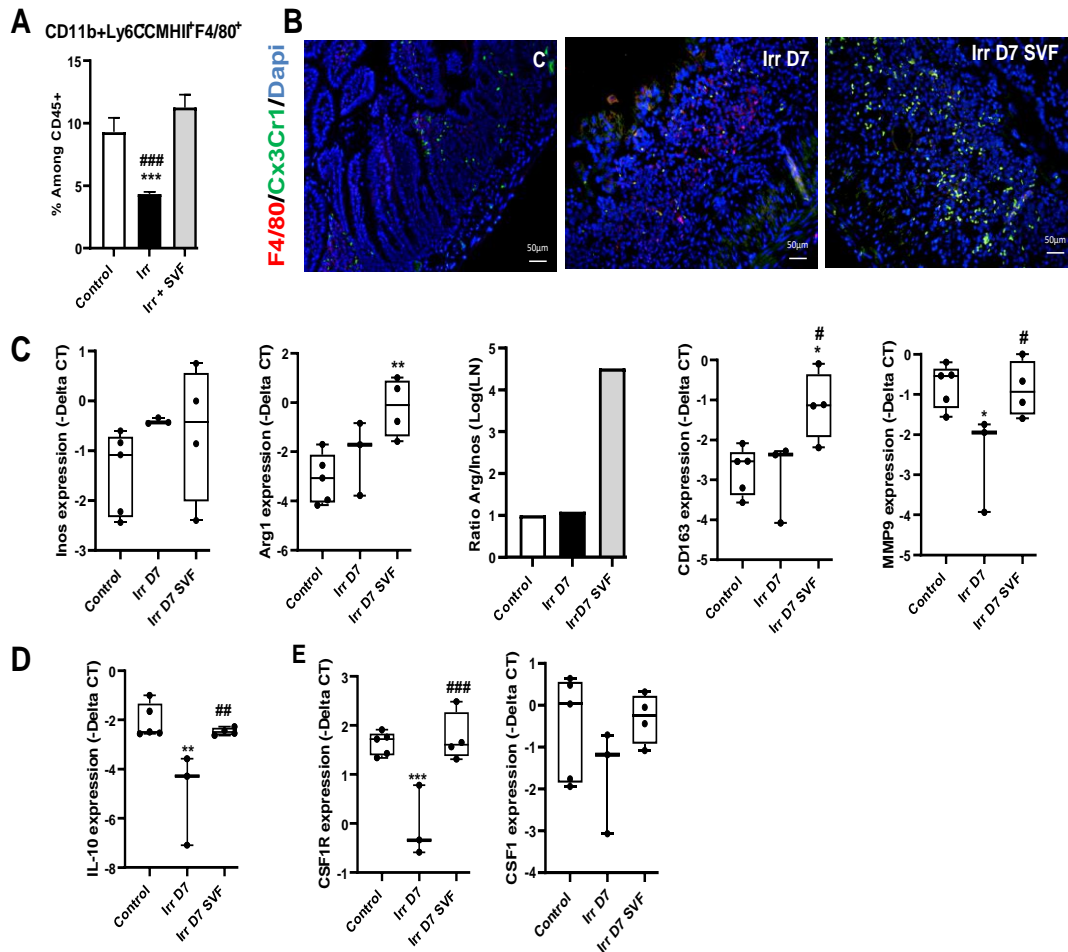 A
CD11b+Ly6C-CMHII+F4/80+
% Among CD45+
15
10
5
0
###
***
Control
Irr
Irr + SVF
B
F4/80/Cx3Cr1/Dapi
C
50µm
Irr D7
50µm
Irr D7 SVF
50µm
C
Inos expression (-Delta CT)
1
0
-1
-2
-3
Control
Irr D7
Irr D7 SVF
Arg1 expression (-Delta CT)
2
0
-2
-4
-6
**
Control
Irr D7
Irr D7 SVF
Ratio Arg/Inos (Log(LN)
5
4
3
2
1
0
Control
Irr D7
IrrD7 SVF
CD163 expression (-Delta CT)
0
-1
-2
-3
-4
-5
#
*
Control
Irr D7
Irr D7 SVF
MMP9 expression (-Delta CT)
0
-1
-2
-3
-4
-5
*
#
Control
Irr D7
Irr D7 SVF
D
IL-10 expression (-Delta CT)
0
-2
-4
-6
-8
**
##
Control
Irr D7
Irr D7 SVF
E
CSF1R expression (-Delta CT)
3
2
1
0
-1
***
###
Control
Irr D7
Irr D7 SVF
CSF1 expression (-Delta CT)
1
0
-1
-2
-3
-4
Control
Irr D7
Irr D7 SVF